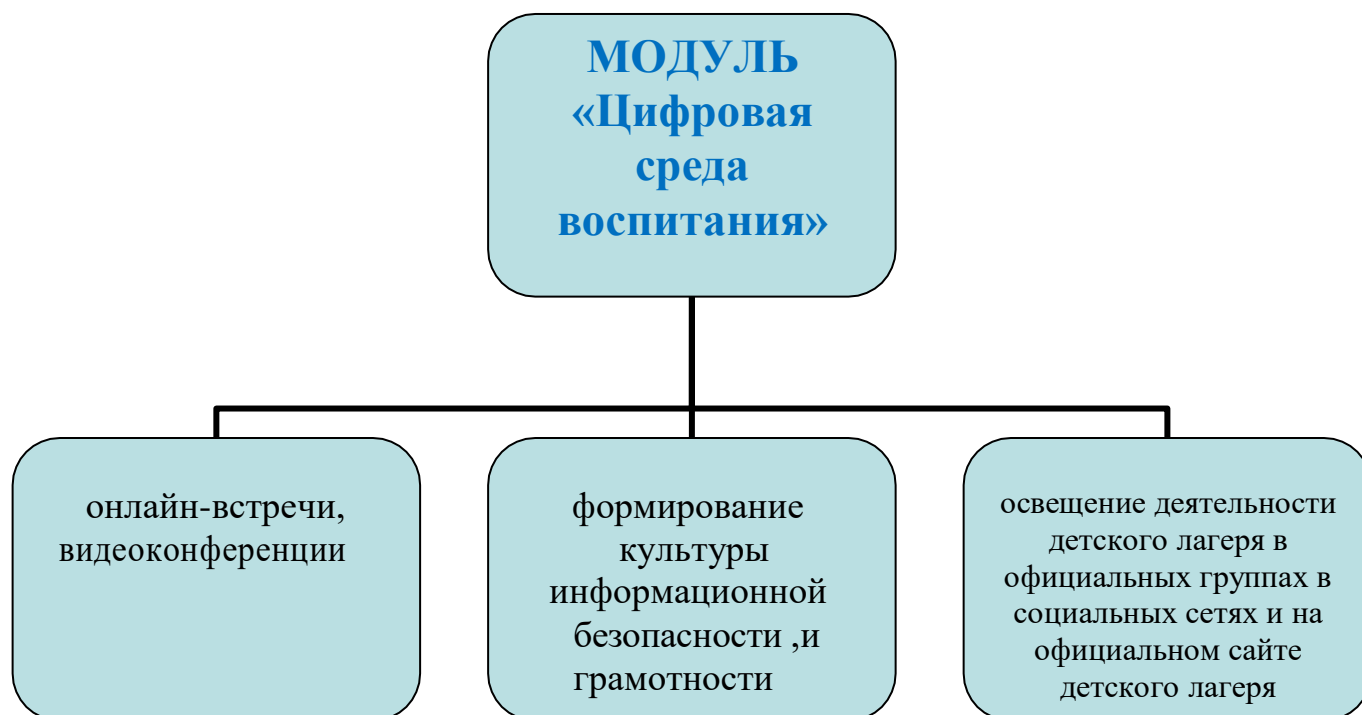 МОДУЛЬ
«Цифровая
среда
воспитания»
онлайн-встречи,
видеоконференции
формирование
культуры
информационной
безопасности ,и
грамотности
освещение деятельности
детского лагеря в
официальных группах в
социальных сетях и на
официальном сайте
детского лагеря